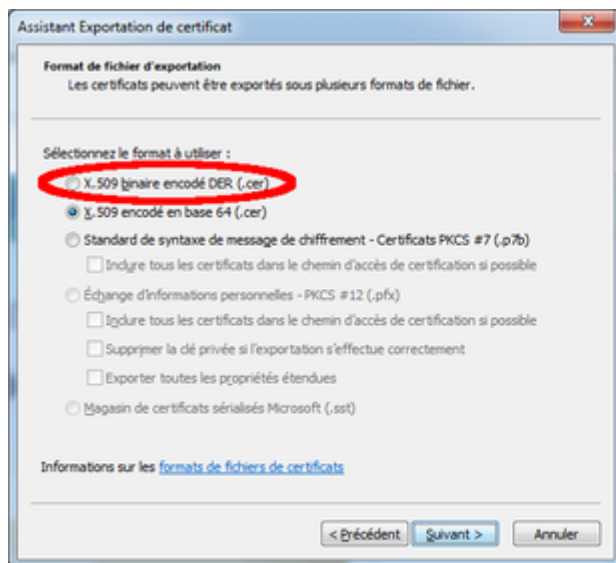 Assistant Exportation de certificat
Format de fichier d'exportation
Les certificats peuvent être exportés sous plusieurs formats de fichier.
Sélectionnez le format à utiliser :
X.509 binaire encodé DER (.cer)
X.509 encodé en base 64 (.cer)
Standard de syntaxe de message de chiffrement - Certificats PKCS #7 (.p7b)
Inclure tous les certificats dans le chemin d'accès de certification si possible
Échange d'informations personnelles - PKCS #12 (.pfx)
Inclure tous les certificats dans le chemin d'accès de certification si possible
Supprimer la clé privée si l'exportation s'effectue correctement
Exporter toutes les propriétés étendues
Magasin de certificats sérialisés Microsoft (.sst)
Informations sur les formats de fichiers de certificats
< Précédent Suivant > Annuler